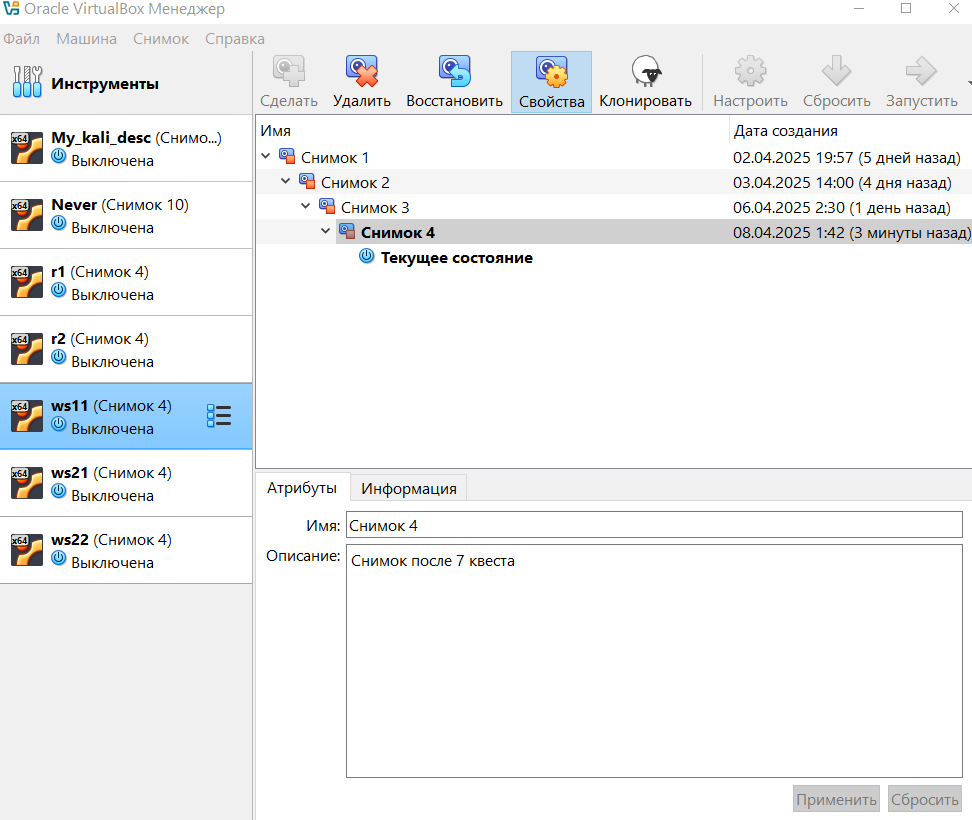 Oracle VirtualBox Менеджер
Файл Машина Снимок Справка
Инструменты
Сделать Удалить Восстановить Свойства Клонировать Настроить Сбросить Запустить
x64 My_kali_desc (Снимо...)
Выключена
x64 Never (Снимок 10)
Выключена
x64 r1 (Снимок 4)
Выключена
x64 r2 (Снимок 4)
Выключена
x64 ws11 (Снимок 4)
Выключена
x64 ws21 (Снимок 4)
Выключена
x64 ws22 (Снимок 4)
Выключена
Имя Дата создания
Снимок 1 02.04.2025 19:57 (5 дней назад)
Снимок 2 03.04.2025 14:00 (4 дня назад)
Снимок 3 06.04.2025 2:30 (1 день назад)
Снимок 4 08.04.2025 1:42 (3 минуты назад)
Текущее состояние
Атрибуты Информация
Имя: Снимок 4
Описание: Снимок после 7 квеста
Применить Сбросить